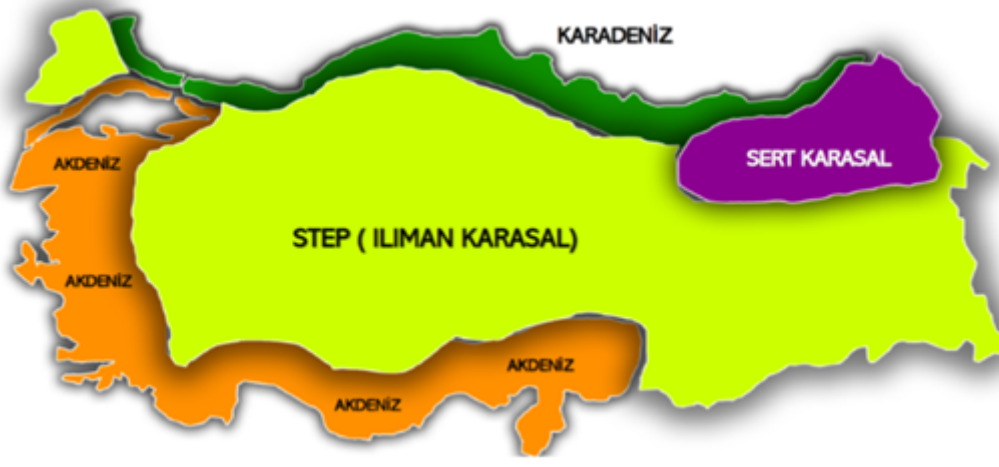 KARADENİZ
AKDENİZ
SERT KARASAL
STEP ( ILIMAN KARASAL)
AKDENİZ
AKDENİZ
AKDENİZ